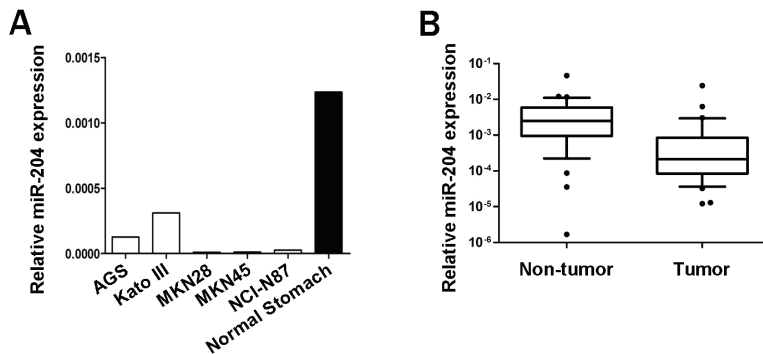 A
Relative miR-204 expression
0.0015
0.0010
0.0005
0.0000
AGS
Kato III
MKN28
MKN45
NCI-N87
Normal Stomach
B
Relative miR-204 expression
10⁻¹
10⁻²
10⁻³
10⁻⁴
10⁻⁵
10⁻⁶
Non-tumor
Tumor